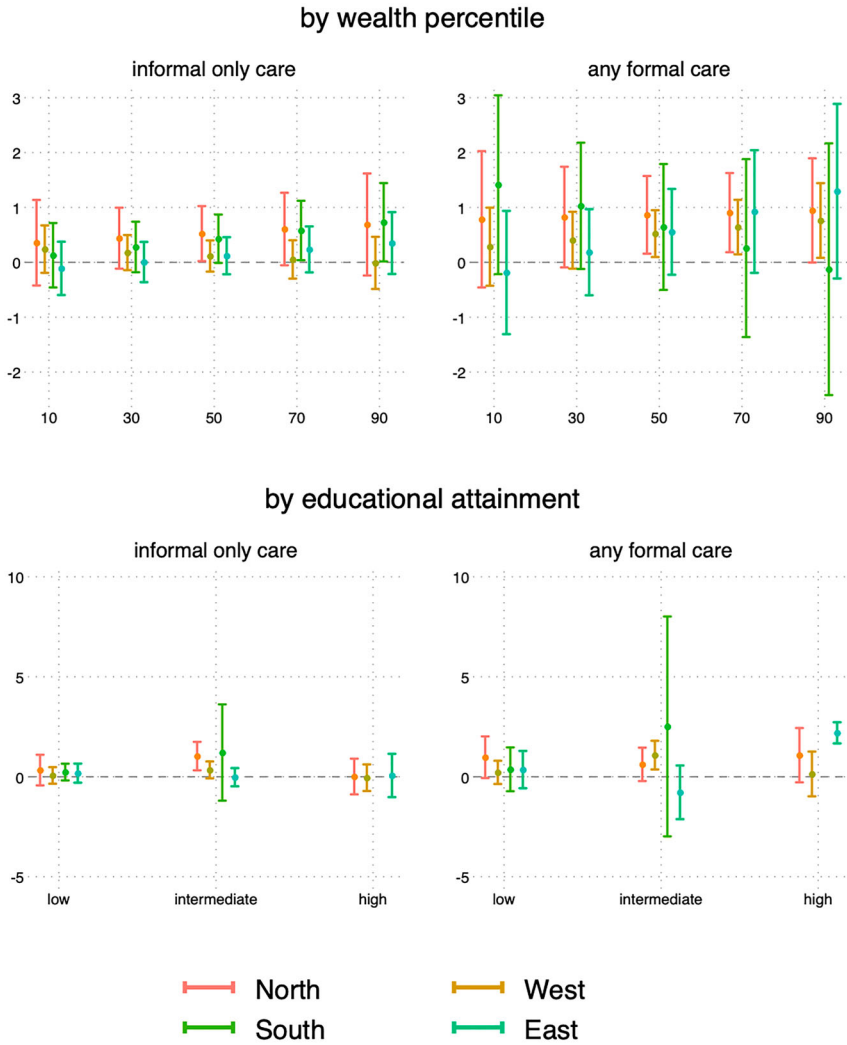 by wealth percentile
informal only care any formal care
3 3
2 2
1 1
0 0
-1 -1
-2 -2
10 30 50 70 90 10 30 50 70 90
by educational attainment
informal only care any formal care
10 10
5 5
0 0
-5 -5
low intermediate high low intermediate high
North West
South East